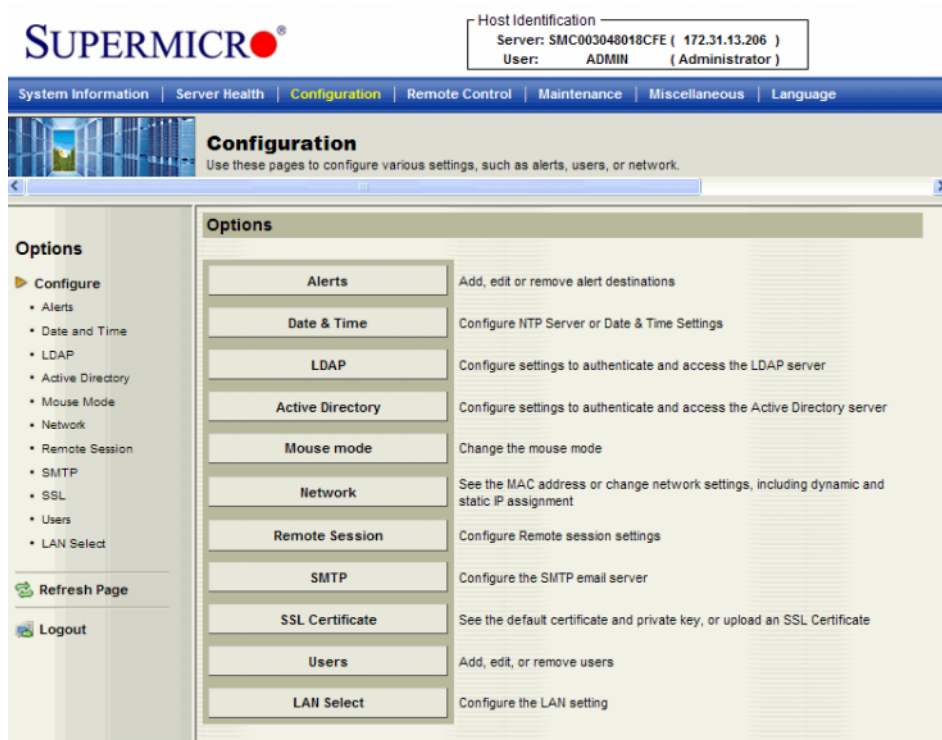 SUPERMICRO®
Host Identification
Server: SMC003048018CFE ( 172.31.13.206 )
User: ADMIN ( Administrator )
System Information | Server Health | Configuration | Remote Control | Maintenance | Miscellaneous | Language
Configuration
Use these pages to configure various settings, such as alerts, users, or network.
Options
Configure
• Alerts
• Date and Time
• LDAP
• Active Directory
• Mouse Mode
• Network
• Remote Session
• SMTP
• SSL
• Users
• LAN Select
Refresh Page
Logout
Options
Alerts Add, edit or remove alert destinations
Date & Time Configure NTP Server or Date & Time Settings
LDAP Configure settings to authenticate and access the LDAP server
Active Directory Configure settings to authenticate and access the Active Directory server
Mouse mode Change the mouse mode
Network See the MAC address or change network settings, including dynamic and
static IP assignment
Remote Session Configure Remote session settings
SMTP Configure the SMTP email server
SSL Certificate See the default certificate and private key, or upload an SSL Certificate
Users Add, edit, or remove users
LAN Select Configure the LAN setting